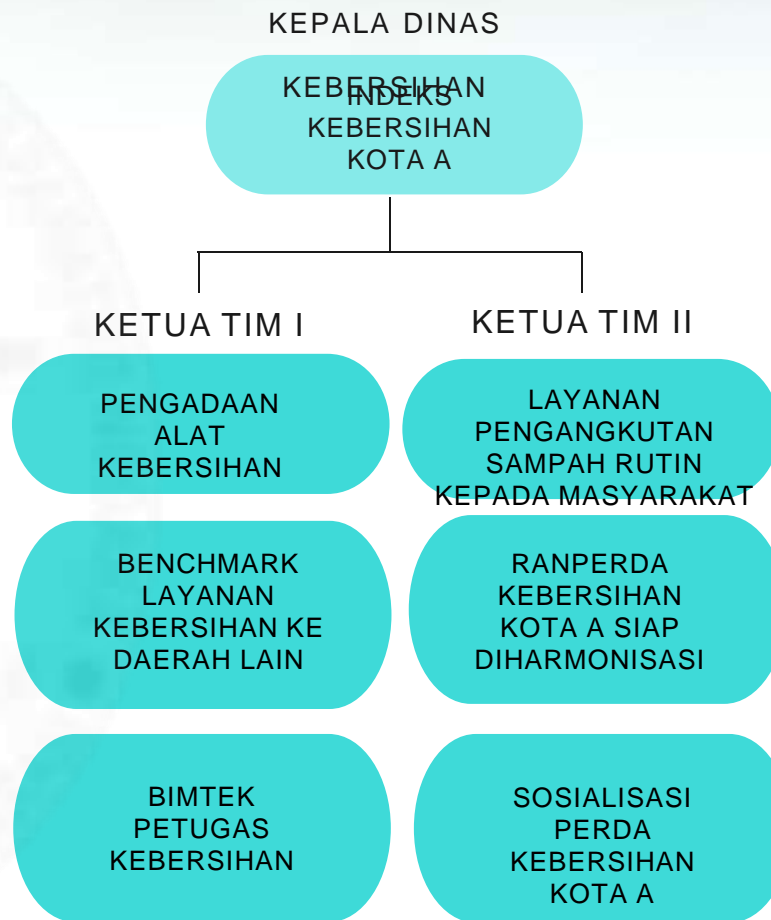 KEPALA DINAS
KEBERSIHAN
INDEKS
KEBERSIHAN
KOTA A
KETUA TIM I
PENGADAAN
ALAT
KEBERSIHAN
BENCHMARK
LAYANAN
KEBERSIHAN KE
DAERAH LAIN
BIMTEK
PETUGAS
KEBERSIHAN
KETUA TIM II
LAYANAN
PENGANGKUTAN
SAMPAH RUTIN
KEPADA MASYARAKAT
RANPERDA
KEBERSIHAN
KOTA A SIAP
DIHARMONISASI
SOSIALISASI
PERDA
KEBERSIHAN
KOTA A